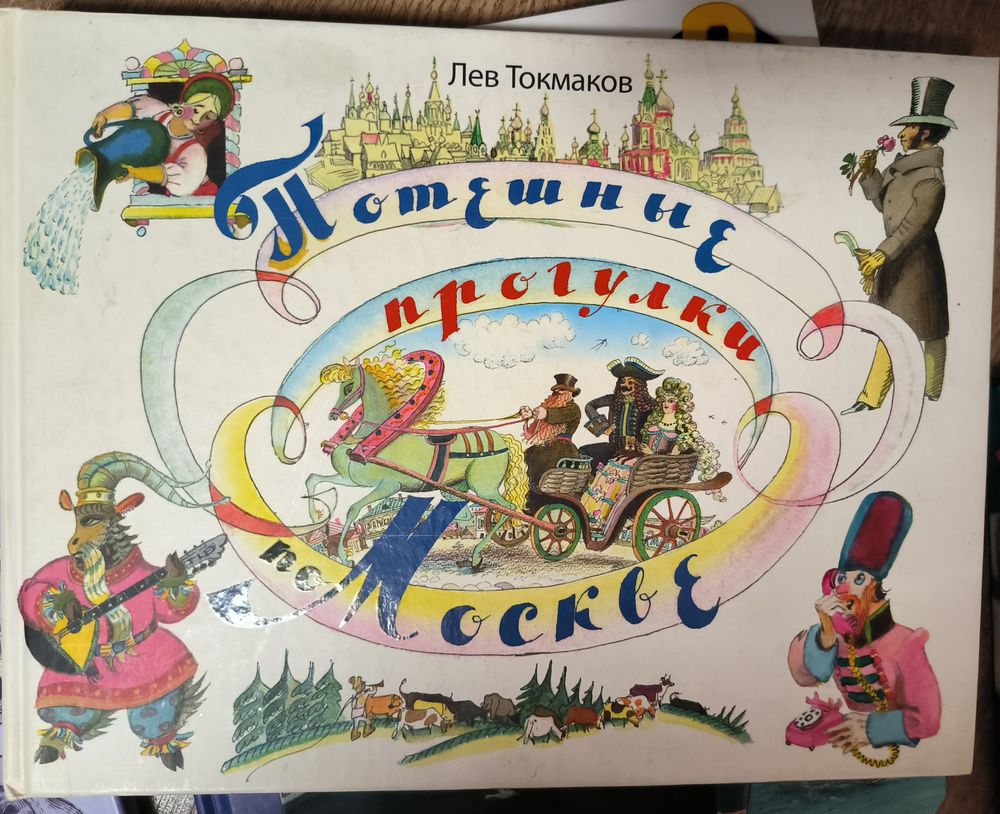 Лев Токмаков
Потешные
прогулки
по Москве